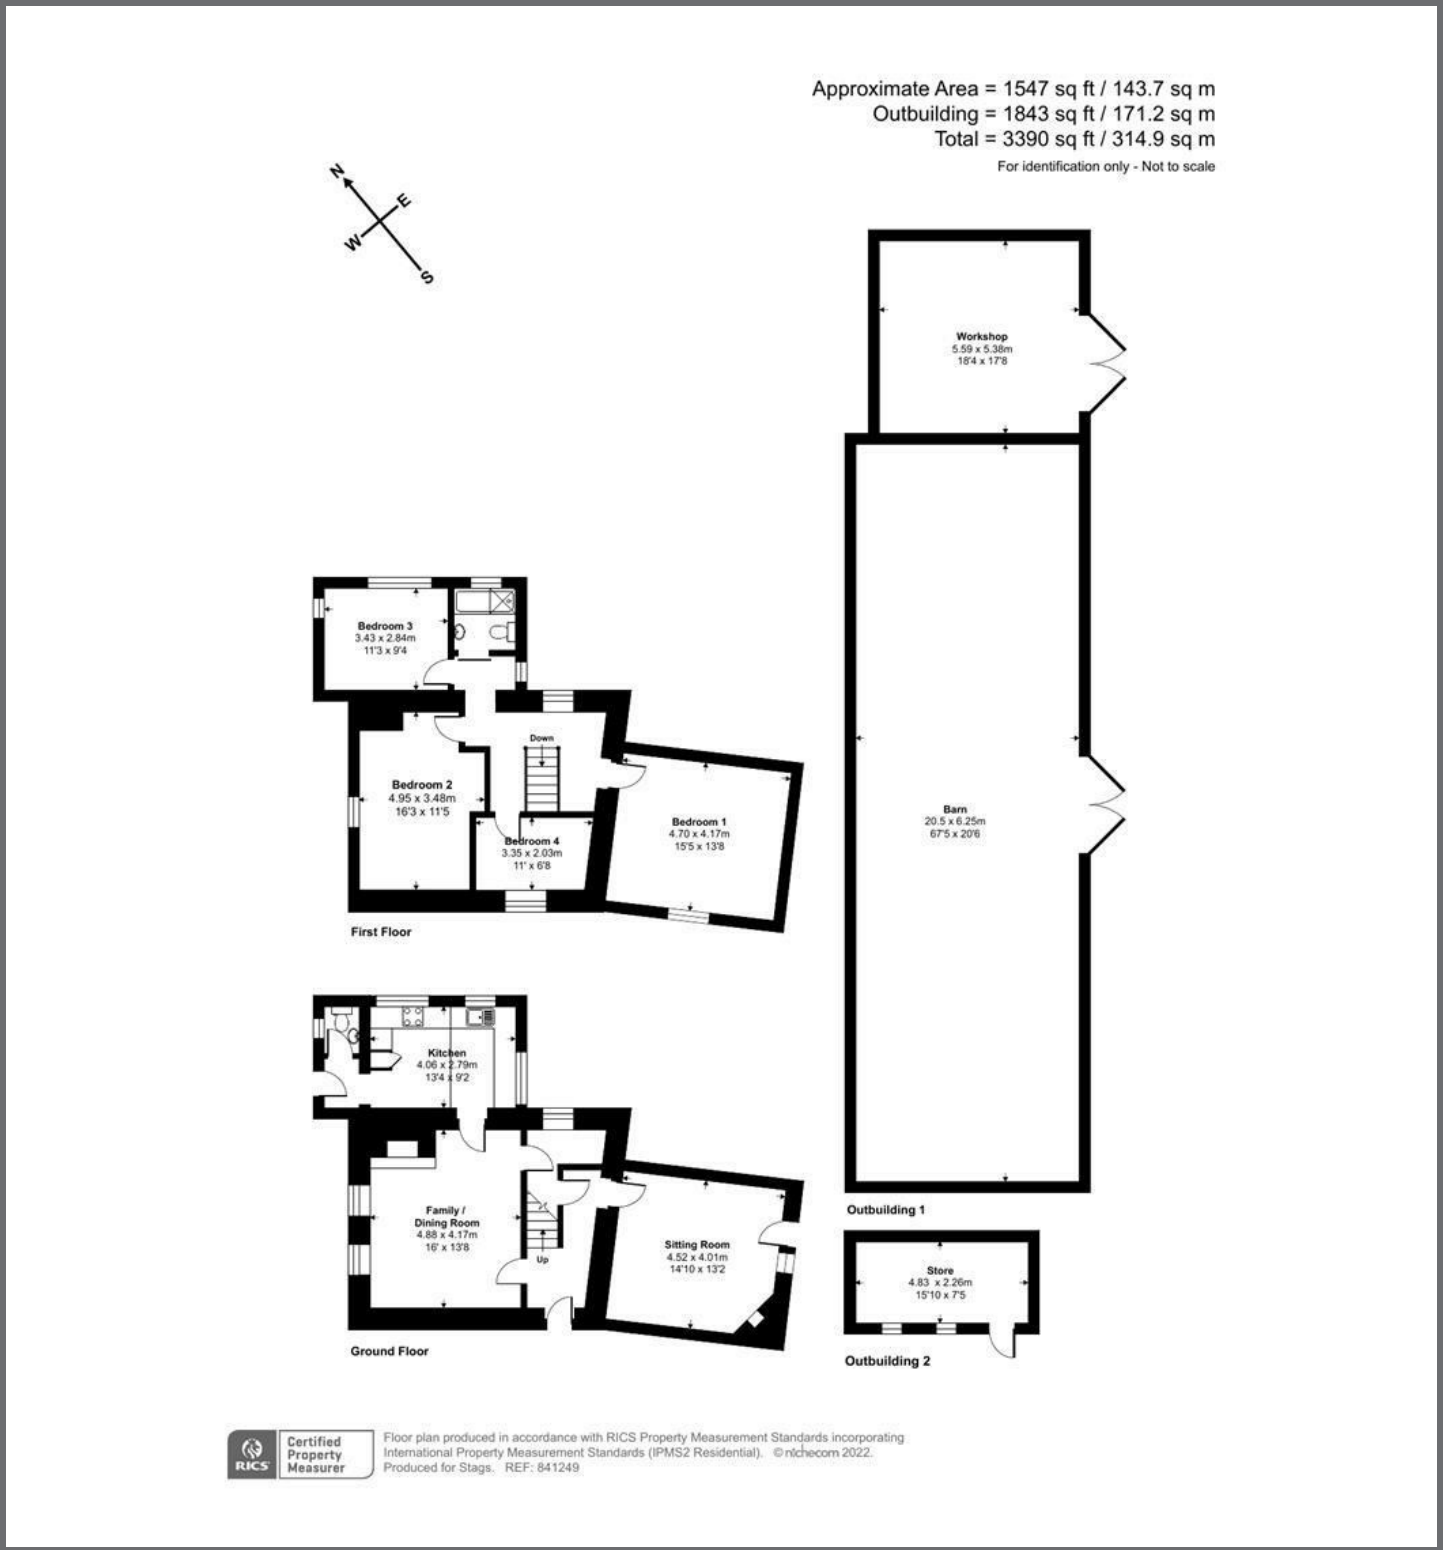 Approximate Area = 1547 sq ft / 143.7 sq m
Outbuilding = 1843 sq ft / 171.2 sq m
Total = 3390 sq ft / 314.9 sq m
For identification only - Not to scale
N
E
W
S
Workshop
5.59 x 5.38m
18'4 x 17'8
Bedroom 3
3.43 x 2.84m
11'3 x 9'4
Down
Bedroom 2
4.95 x 3.48m
16'3 x 11'5
Bedroom 1
4.70 x 4.17m
15'5 x 13'8
Bedroom 4
3.35 x 2.03m
11' x 6'8
First Floor
Barn
20.5 x 6.25m
67'5 x 20'6
Kitchen
4.06 x 2.79m
13'4 x 9'2
Family /
Dining Room
4.88 x 4.17m
16' x 13'8
Up
Sitting Room
4.52 x 4.01m
14'10 x 13'2
Ground Floor
Outbuilding 1
Store
4.83 x 2.26m
15'10 x 7'5
Outbuilding 2
RICS
Certified
Property
Measurer
Floor plan produced in accordance with RICS Property Measurement Standards incorporating
International Property Measurement Standards (IPMS2 Residential). © nichecom 2022.
Produced for Stags. REF: 841249